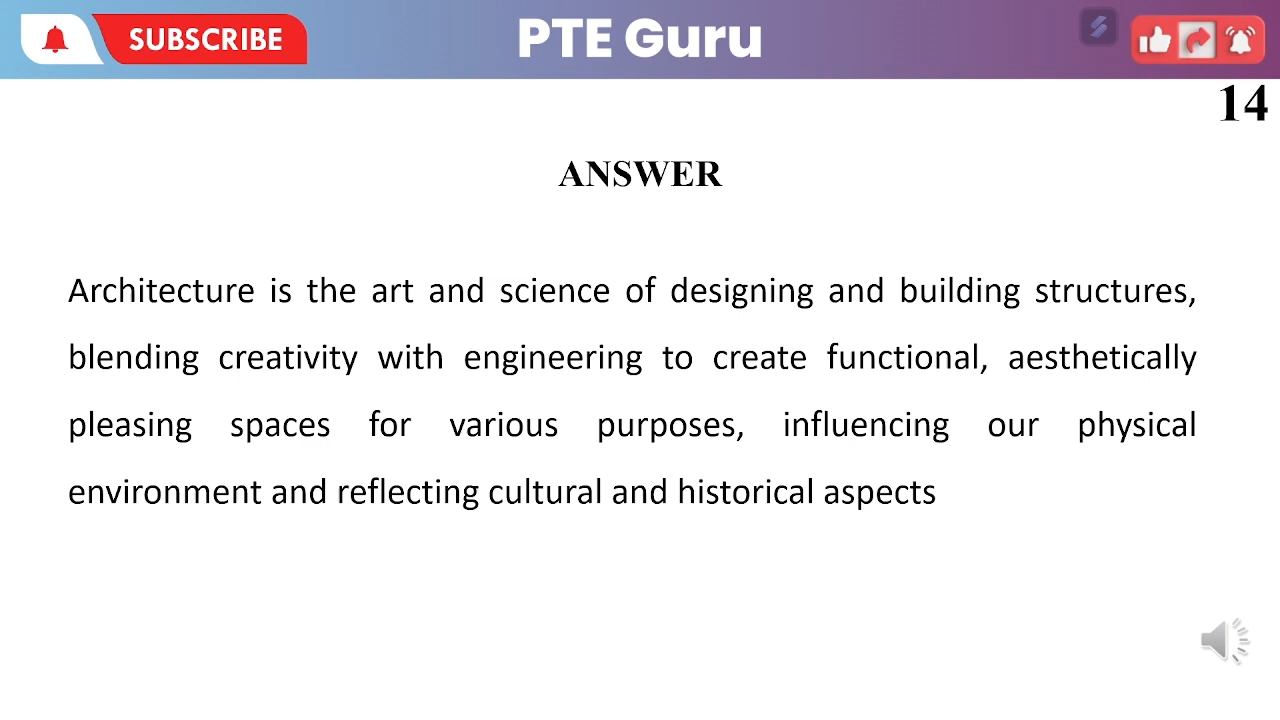 SUBSCRIBE
PTE Guru
14
ANSWER
Architecture is the art and science of designing and building structures,
blending creativity with engineering to create functional, aesthetically
pleasing spaces for various purposes, influencing our physical
environment and reflecting cultural and historical aspects